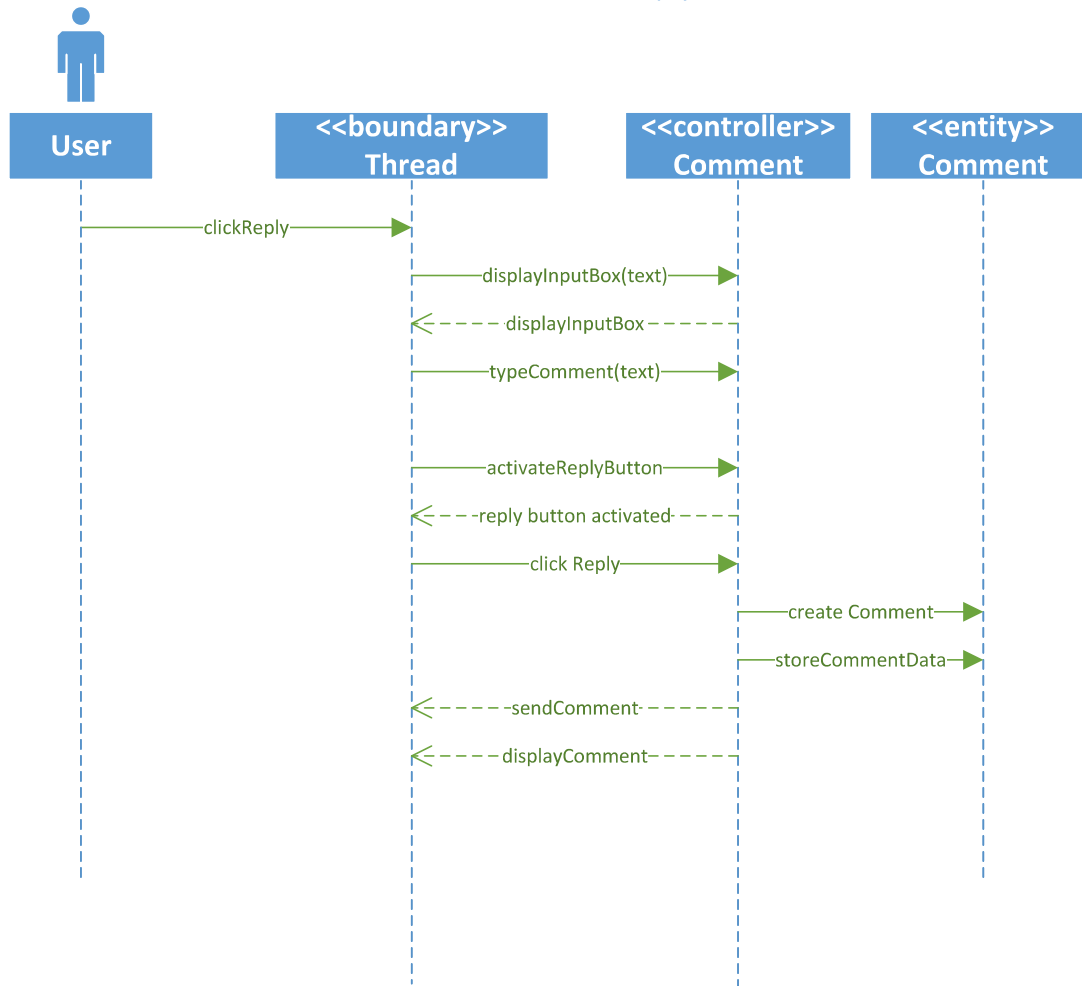 User
<<boundary>>
Thread
<<controller>>
Comment
<<entity>>
Comment
clickReply
displayInputBox(text)
displayInputBox
typeComment(text)
activateReplyButton
reply button activated
click Reply
create Comment
storeCommentData
sendComment
displayComment